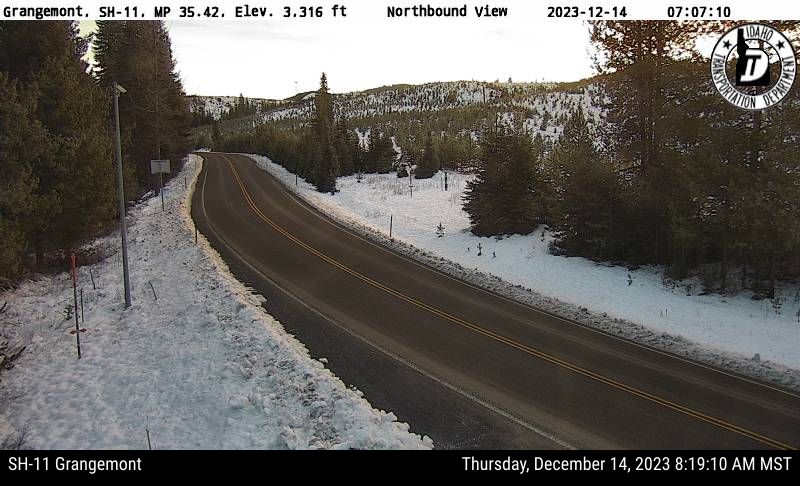 Grangemont, SH-11, MP 35.42, Elev. 3,316 ft Northbound View 2023-12-14 07:07:10
IDAHO
TRANSPORTATION DEPARTMENT
SH-11 Grangemont Thursday, December 14, 2023 8:19:10 AM MST